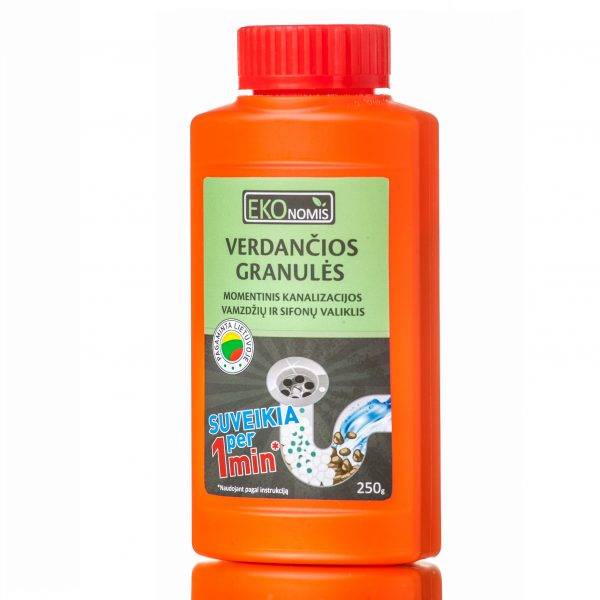 EKOnomiS
VERDANČIOS
GRANULĖS
MOMENTINIS KANALIZACIJOS
VAMZDŽIŲ IR SIFONŲ VALIKLIS
PAGAMINTA LIETUVOJE
SUVEIKIA
per
1min*
*Naudojant pagal instrukciją
250g